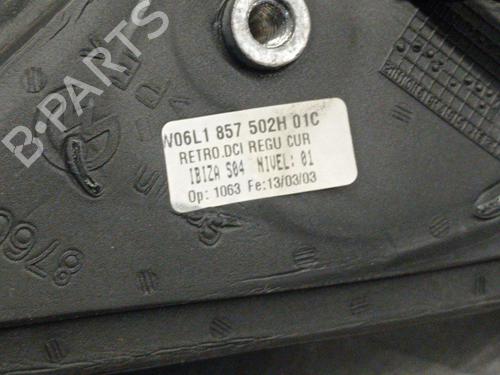 B-PARTS
W06L1 857 502H 01C
RETRO.DCI REGU CUR
IBIZA S04 NIVEL: 01
Op: 1063 Fe:13/03/03
8760